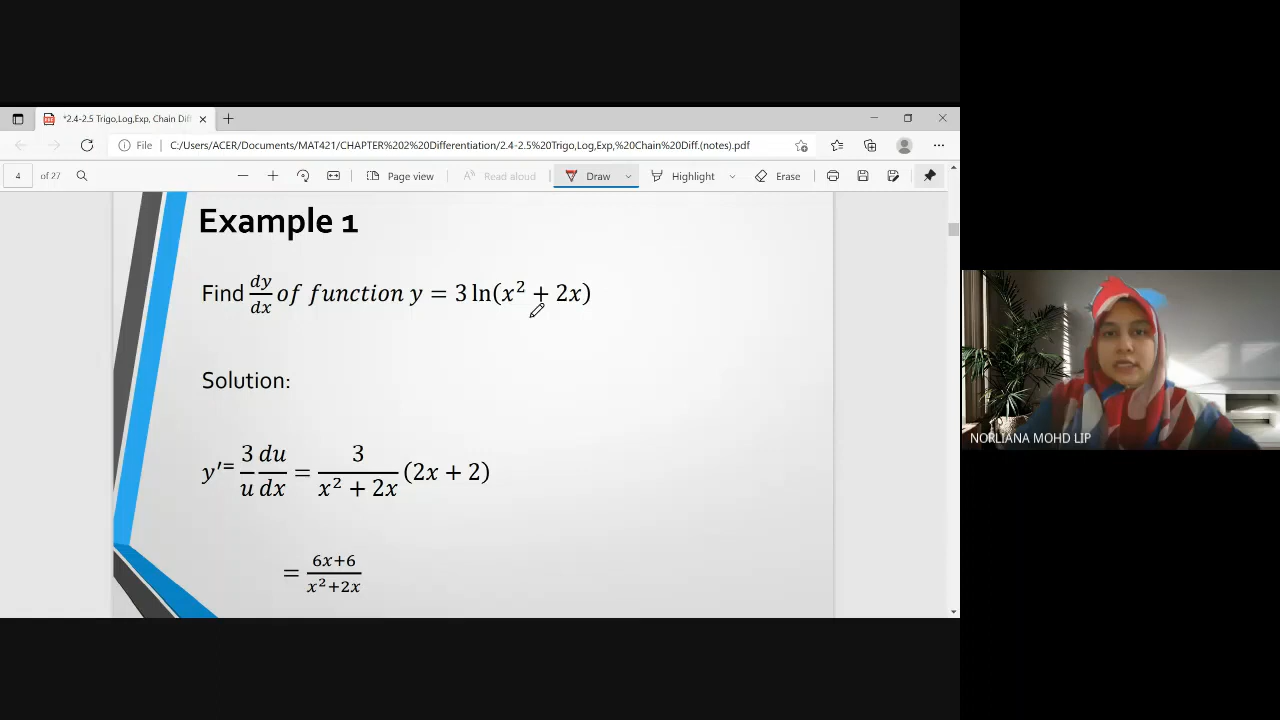 *2.4-2.5 Trigo,Log,Exp, Chain Diff
File C:/Users/ACER/Documents/MAT421/CHAPTER%202%20Differentiation/2.4-2.5%20Trigo,Log,Exp,%20Chain%20Diff.(notes).pdf
4 of 27 Page view Read aloud Draw Highlight Erase
Example 1
Find dy/dx of function y = 3 ln(x² + 2x)
Solution:
y′= 3/u du/dx = 3/(x² + 2x) (2x + 2)
= (6x+6)/(x²+2x)
NORLIANA MOHD LIP